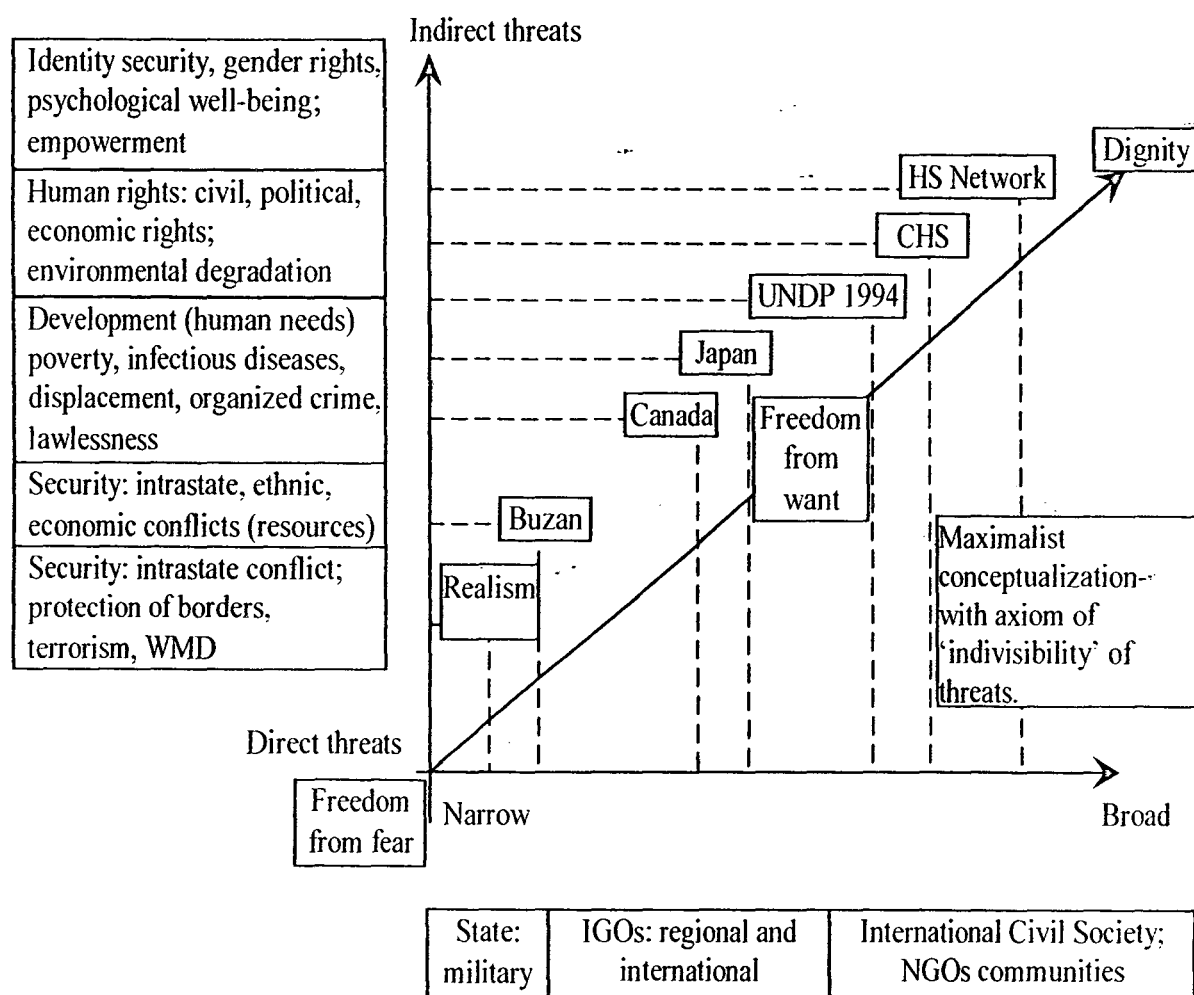 Indirect threats
Identity security, gender rights,
psychological well-being;
empowerment
Human rights: civil, political,
economic rights;
environmental degradation
Development (human needs)
poverty, infectious diseases,
displacement, organized crime,
lawlessness
Security: intrastate, ethnic,
economic conflicts (resources)
Security: intrastate conflict;
protection of borders,
terrorism, WMD
Dignity
HS Network
CHS
UNDP 1994
Japan
Canada
Freedom
from
want
Buzan
Realism
Maximalist
conceptualization-
with axiom of
‘indivisibility’ of
threats.
Direct threats
Freedom
from fear
Narrow
Broad
State:
military
IGOs: regional and
international
International Civil Society;
NGOs communities